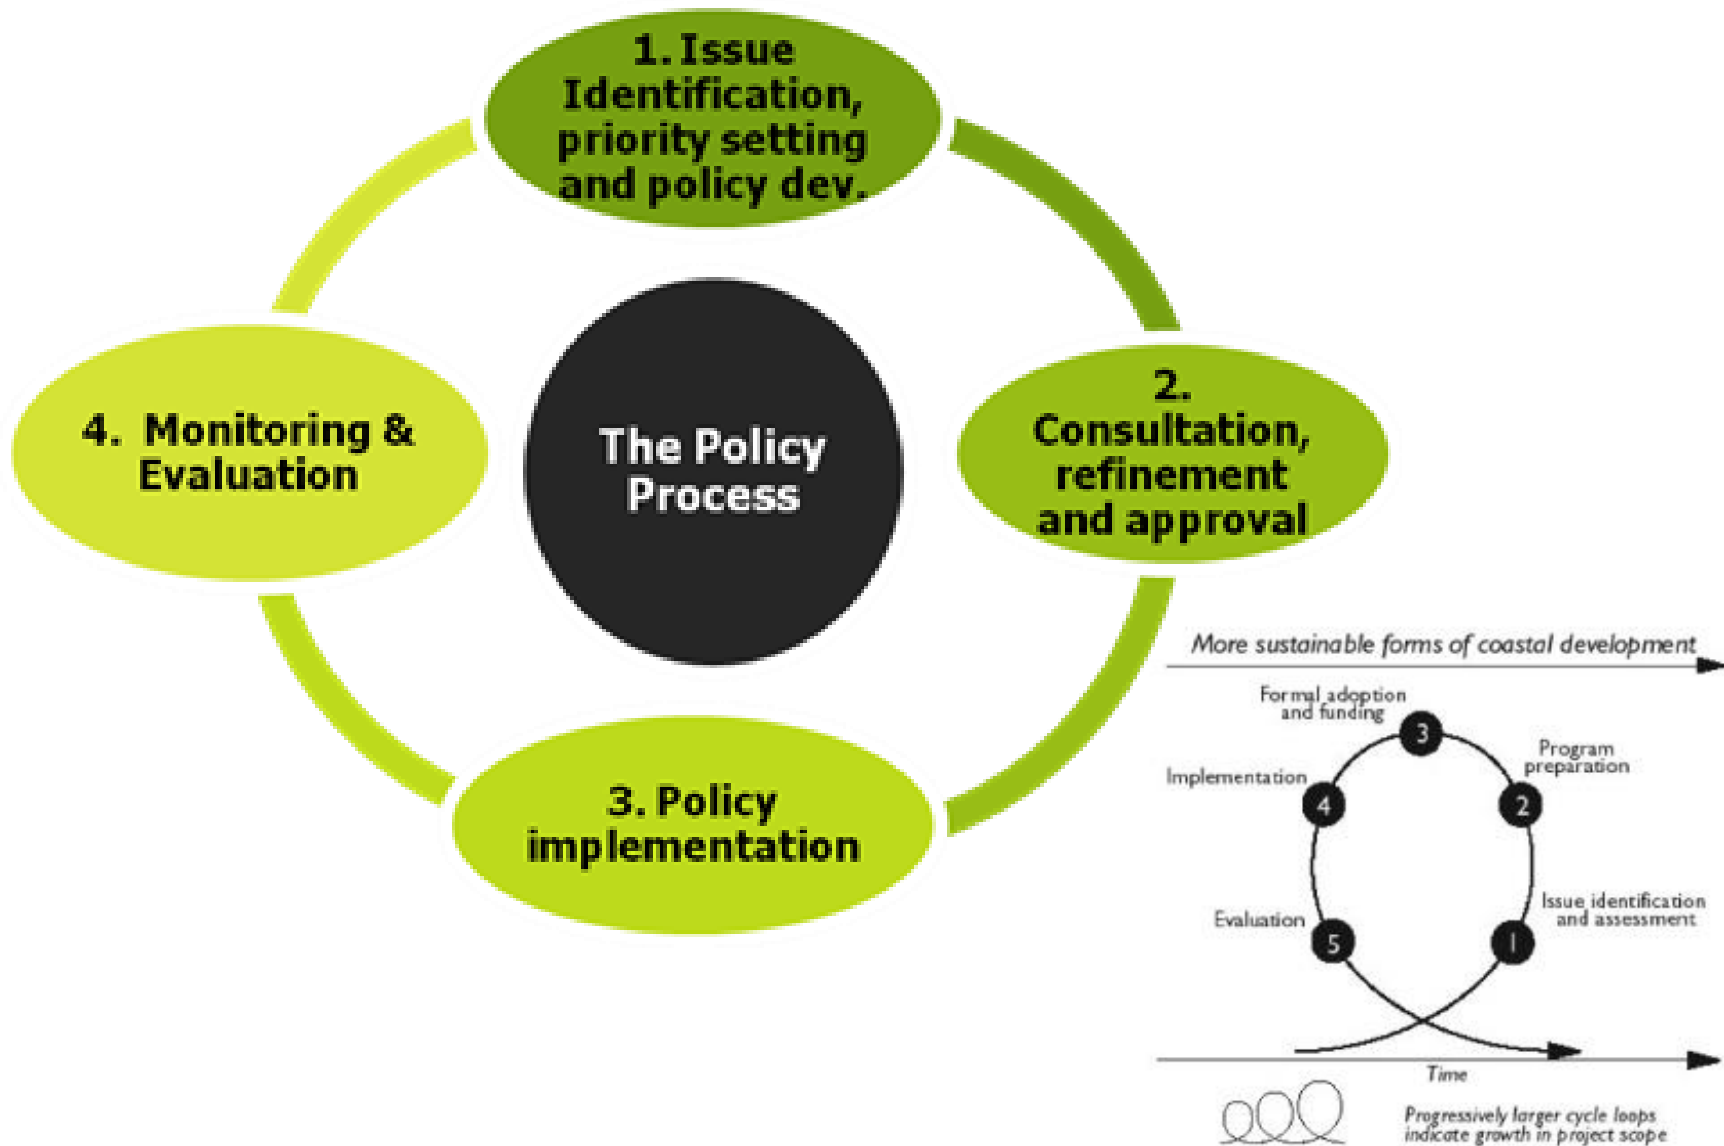 1. Issue
Identification,
priority setting
and policy dev.
2.
Consultation,
refinement
and approval
3. Policy
implementation
4. Monitoring &
Evaluation
The Policy
Process
More sustainable forms of coastal development
Formal adoption
and funding
3
Program
preparation
Implementation
4
2
Issue identification
and assessment
Evaluation
5
1
Time
Progressively larger cycle loops
indicate growth in project scope